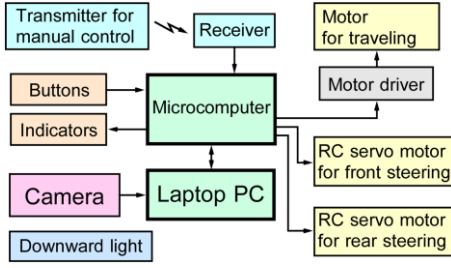 Transmitter for
manual control
Receiver
Motor
for traveling
Buttons
Microcomputer
Motor driver
Indicators
RC servo motor
for front steering
Camera
Laptop PC
RC servo motor
for rear steering
Downward light